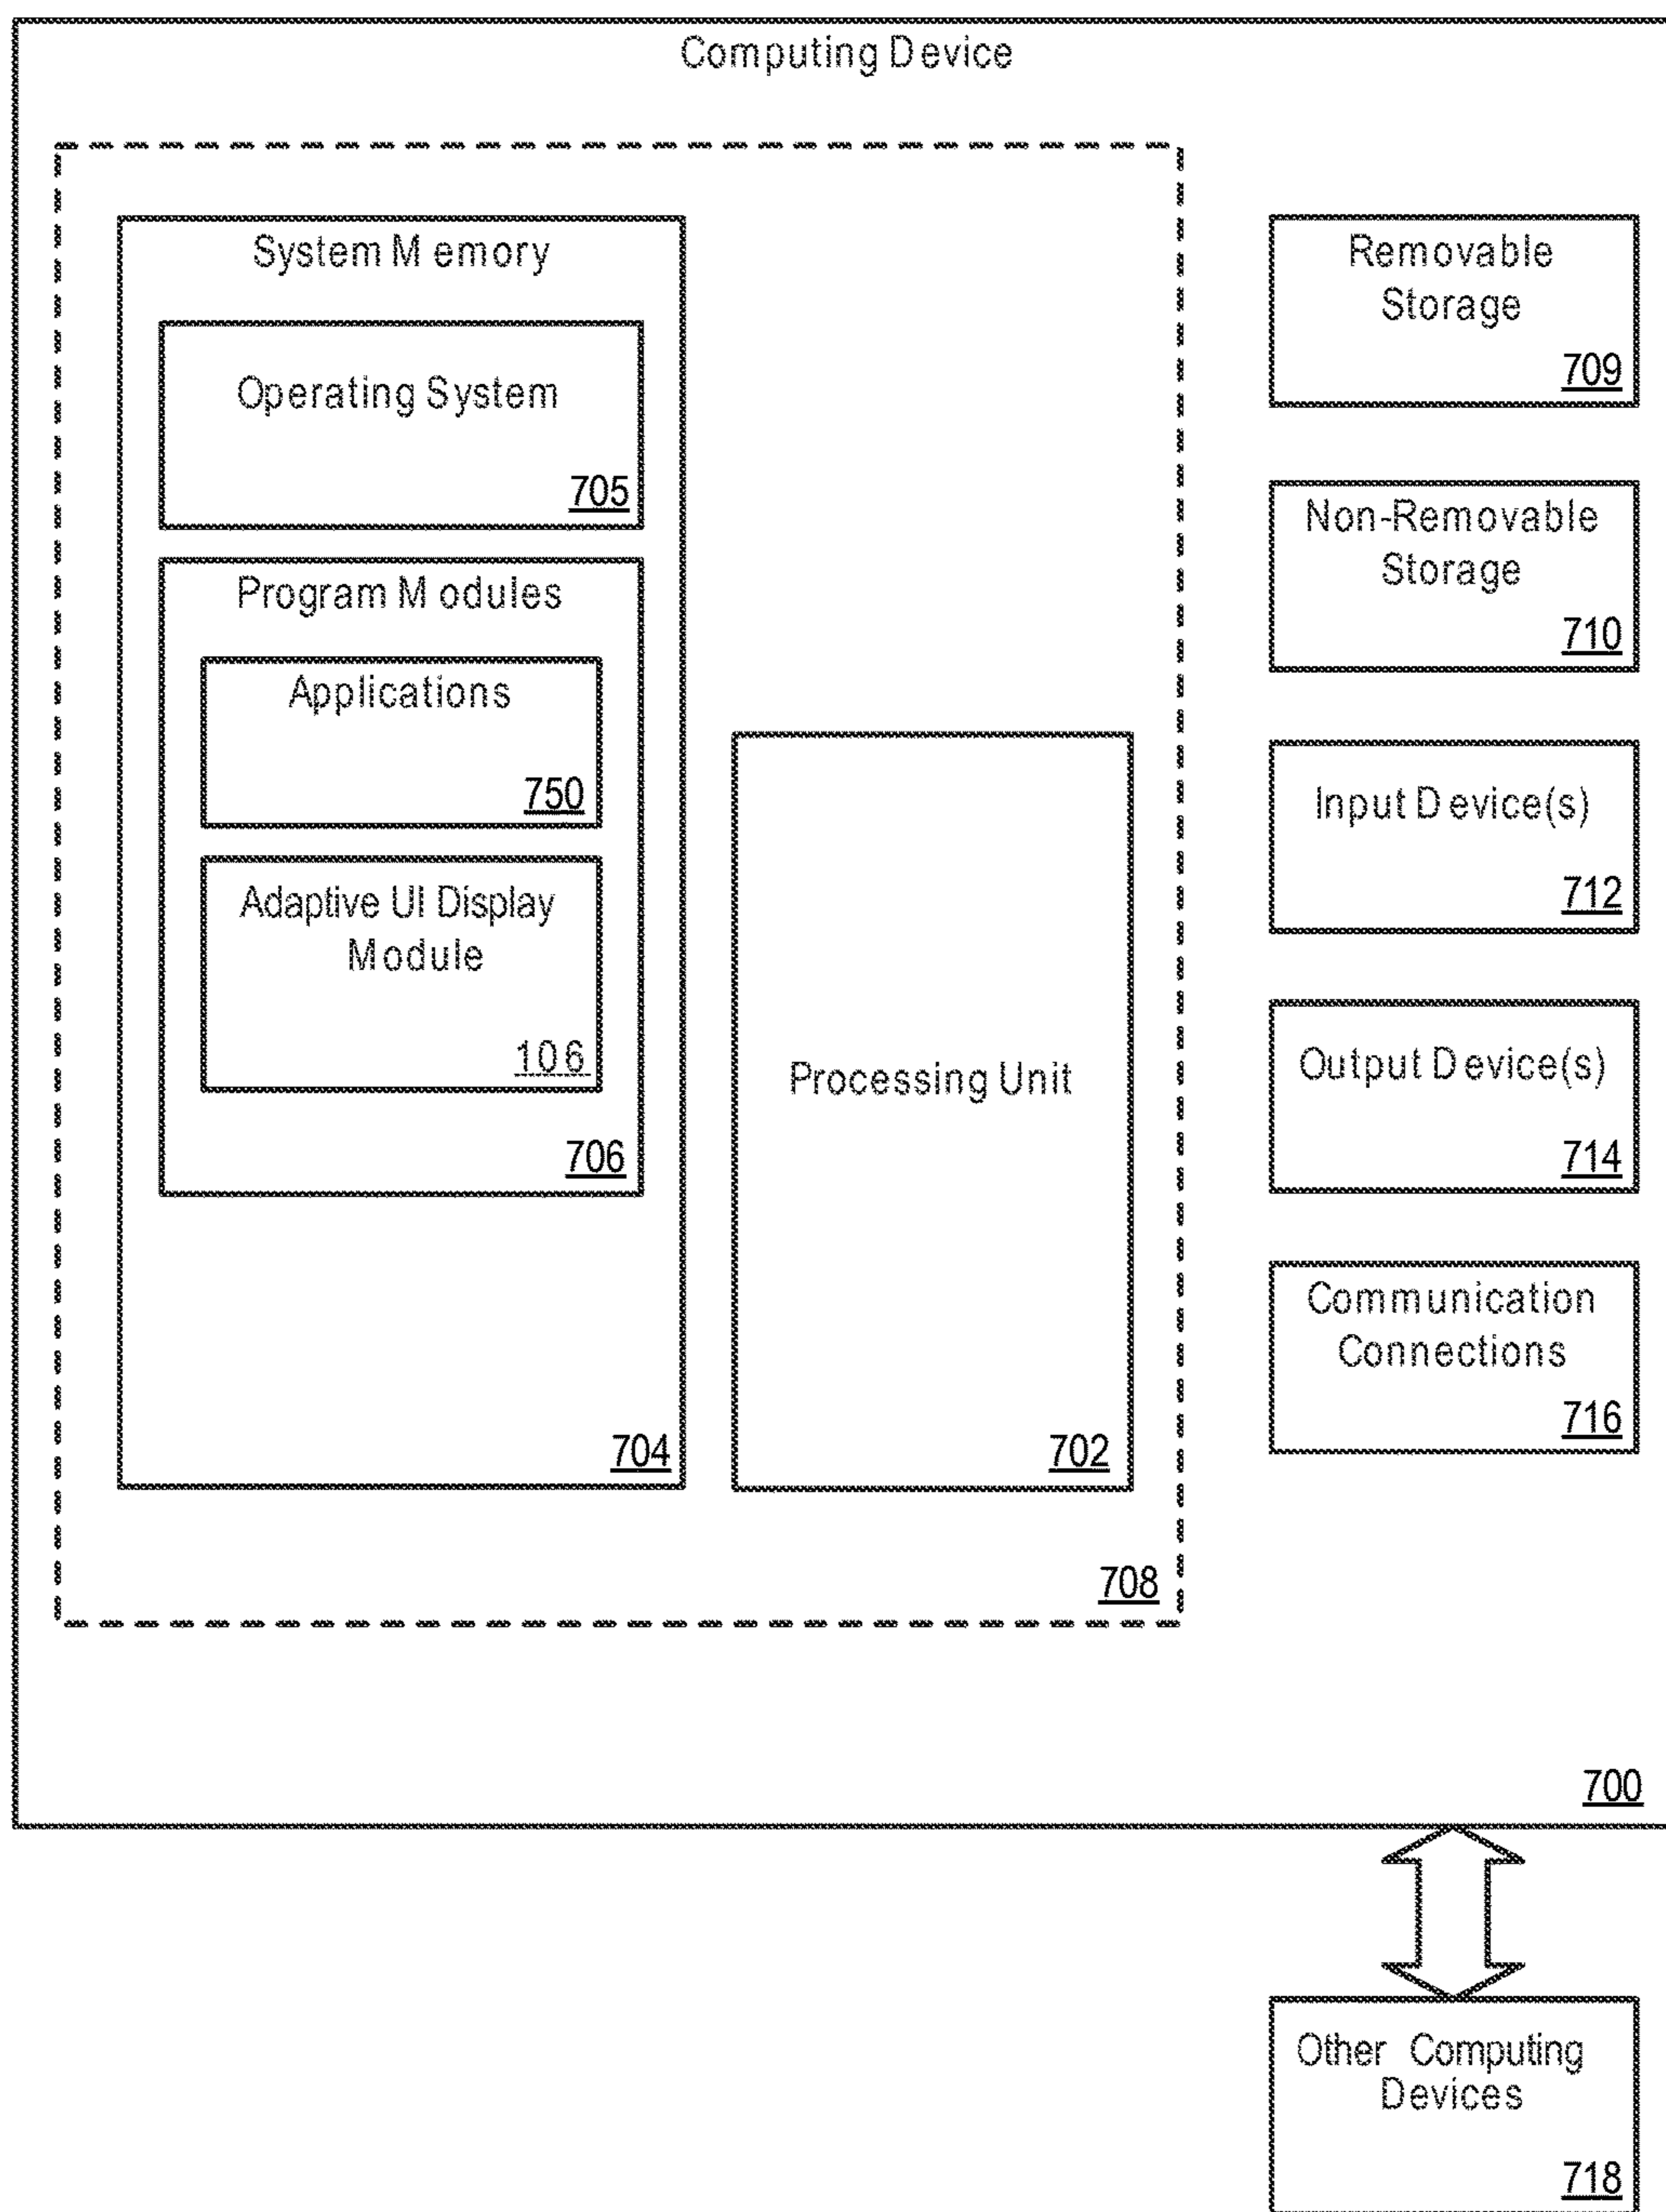 Computing Device
System Memory
Operating System
705
Program Modules
Applications
750
Adaptive UI Display
Module
106
706
704
Processing Unit
702
708
Removable
Storage
709
Non-Removable
Storage
710
Input Device(s)
712
Output Device(s)
714
Communication
Connections
716
700
Other Computing
Devices
718